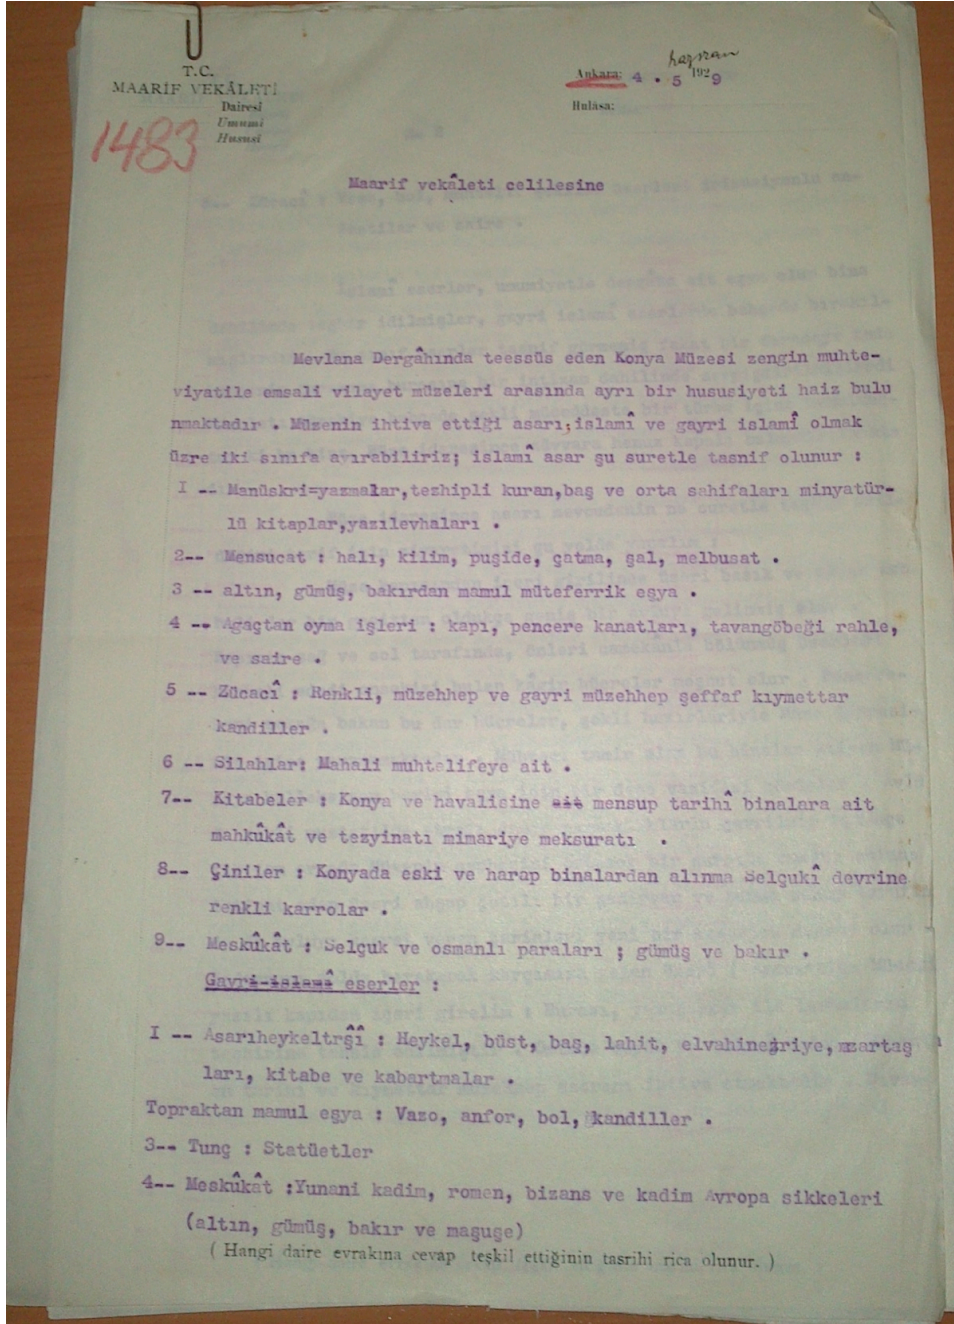 T.C.
MAARİF VEKÂLETİ
Dairesi
Umumî
Hususî
1483
haziran
Ankara: 4 . 5 1929
Hulâsa:
Maarif vekâleti celilesine
Mevlana Dergâhında teessüs eden Konya Müzesi zengin muhte-
viyatile emsali vilayet müzeleri arasında ayrı bir hususiyeti haiz bulu
nmaktadır . Müzenin ihtiva ettiği asarı; islamî ve gayri islamî olmak
üzre iki sınıfa ayırabiliriz; islamî asar şu suretle tasnif olunur :
I -- Manüskri=yazmalar,tezhipli kuran,baş ve orta sahifaları minyatür-
lü kitaplar,yazılevhaları .
2-- Mensucat : halı, kilim, puşide, çatma, şal, melbusat .
3 -- altın, gümüş, bakırdan mamul müteferrik eşya .
4 -- Agaçtan oyma işleri : kapı, pencere kanatları, tavangöbeği rahle,
ve saire .
5 -- Zücacî : Renkli, müzehhep ve gayri müzehhep şeffaf kıymettar
kandiller .
6 -- Silahlar: Mahali muhtelifeye ait .
7-- Kitabeler : Konya ve havalisine ait mensup tarihî binalara ait
mahkûkât ve tezyinatı mimariye meksuratı .
8-- Çiniler : Konyada eski ve harap binalardan alınma Selçukî devrine
renkli karrolar .
9-- Meskûkât : Selçuk ve osmanlı paraları ; gümüş ve bakır .
Gayri-islamî eserler :
I -- Asarıheykeltrşî : Heykel, büst, baş, lahit, elvahinezriye, mezartaş
ları, kitabe ve kabartmalar .
Topraktan mamul eşya : Vazo, anfor, bol, kandiller .
3-- Tunç : Statüetler
4-- Meskûkât :Yunani kadim, romen, bizans ve kadim Avropa sikkeleri
(altın, gümüş, bakır ve maşuşe)
( Hangi daire evrakına cevap teşkil ettiğinin tasrihi rica olunur. )